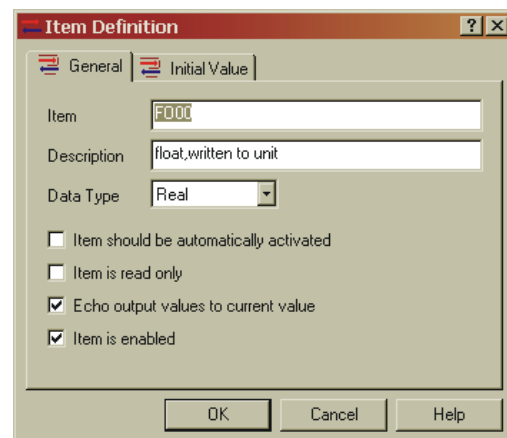 Item Definition
General
Initial Value
Item FO00
Description float,written to unit
Data Type Real
Item should be automatically activated
Item is read only
Echo output values to current value
Item is enabled
OK Cancel Help